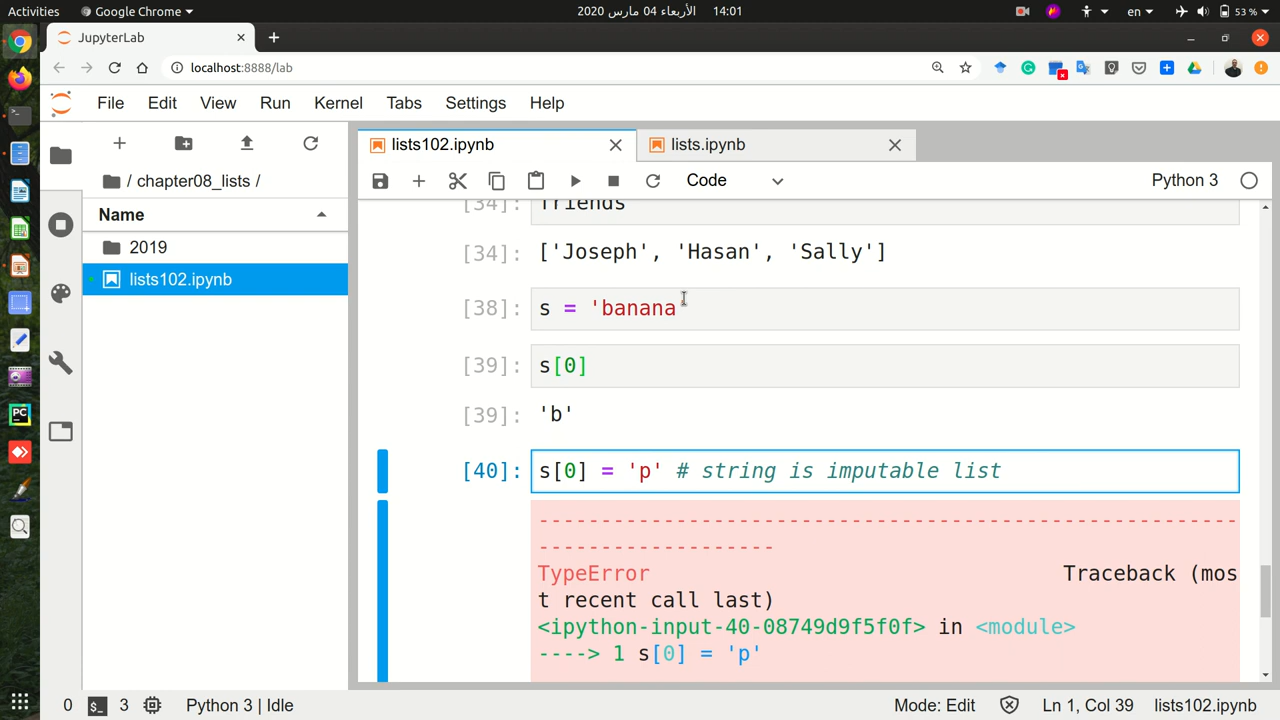 Activities Google Chrome الأربعاء 04 مارس 2020 14:01 en 53 %
JupyterLab
localhost:8888/lab
File Edit View Run Kernel Tabs Settings Help
lists102.ipynb lists.ipynb
/ chapter08_lists /
Code Python 3
Name
2019
lists102.ipynb
[34]: friends
[34]: ['Joseph', 'Hasan', 'Sally']
[38]: s = 'banana'
[39]: s[0]
[39]: 'b'
[40]: s[0] = 'p' # string is imputable list
---------------------------------------------------------------------------
TypeError Traceback (mos
t recent call last)
<ipython-input-40-08749d9f5f0f> in <module>
----> 1 s[0] = 'p'
PC
0 $_ 3 Python 3 | Idle Mode: Edit Ln 1, Col 39 lists102.ipynb